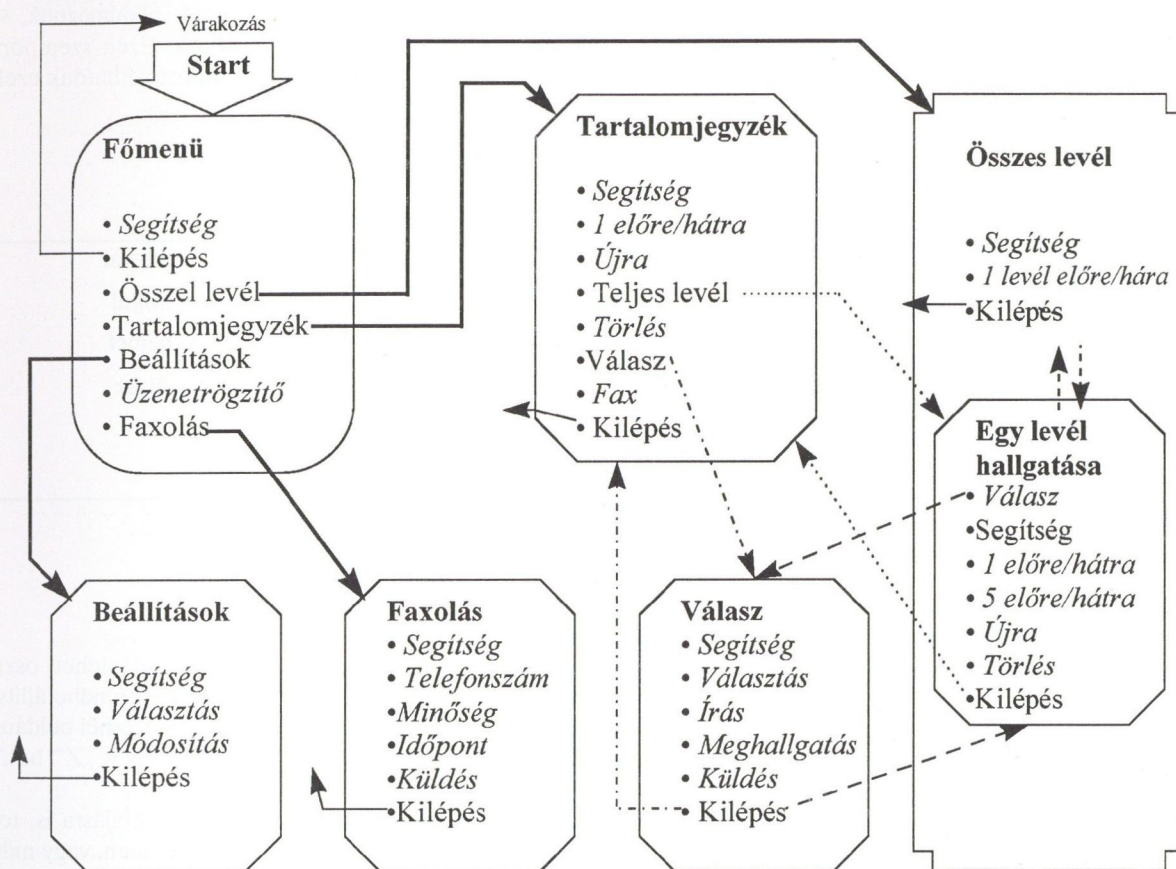 Várakozás
Start
Főmenü
• Segítség
• Kilépés
• Összel levél
•Tartalomjegyzék
• Beállítások
• Üzenetrögzítő
• Faxolás
Tartalomjegyzék
• Segítség
• 1 előre/hátra
• Újra
• Teljes levél
• Törlés
•Válasz
• Fax
• Kilépés
Összes levél
• Segítség
• 1 levél előre/hára
•Kilépés
Egy levél
hallgatása
• Válasz
•Segítség
• 1 előre/hátra
• 5 előre/hátra
• Újra
• Törlés
•Kilépés
Beállítások
• Segítség
• Választás
• Módosítás
•Kilépés
Faxolás
• Segítség
• Telefonszám
•Minőség
•Időpont
•Küldés
•Kilépés
Válasz
• Segítség
• Választás
• Írás
• Meghallgatás
• Küldés
• Kilépés